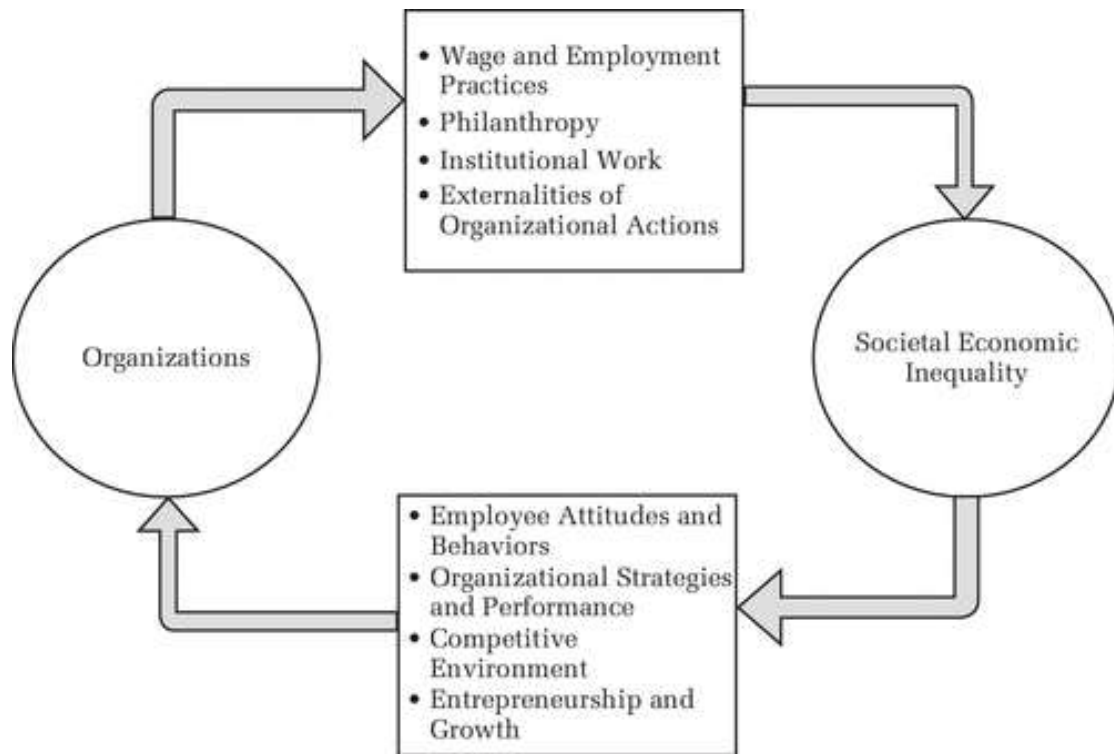 • Wage and Employment
Practices
• Philanthropy
• Institutional Work
• Externalities of
Organizational Actions
Organizations
Societal Economic
Inequality
• Employee Attitudes and
Behaviors
• Organizational Strategies
and Performance
• Competitive
Environment
• Entrepreneurship and
Growth